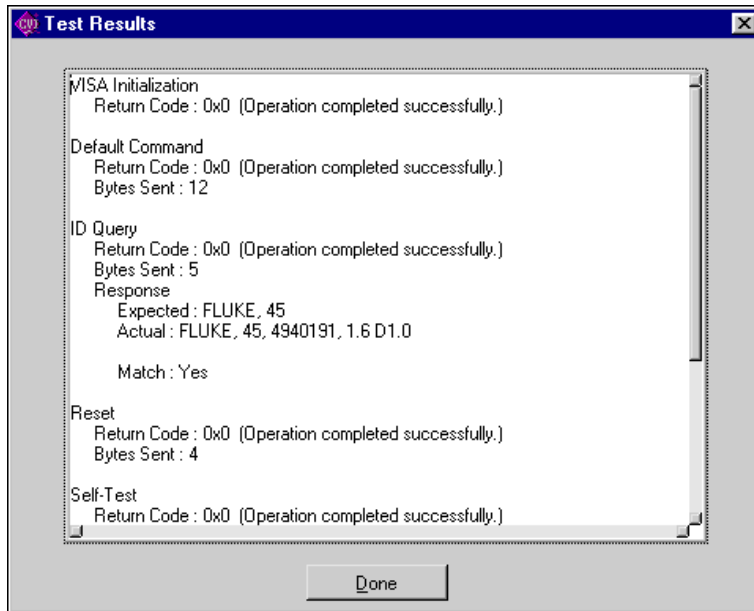 CVI Test Results
VISA Initialization
Return Code : 0x0 (Operation completed successfully.)
Default Command
Return Code : 0x0 (Operation completed successfully.)
Bytes Sent : 12
ID Query
Return Code : 0x0 (Operation completed successfully.)
Bytes Sent : 5
Response
Expected : FLUKE, 45
Actual : FLUKE, 45, 4940191, 1.6 D1.0
Match : Yes
Reset
Return Code : 0x0 (Operation completed successfully.)
Bytes Sent : 4
Self-Test
Return Code : 0x0 (Operation completed successfully.)
Done